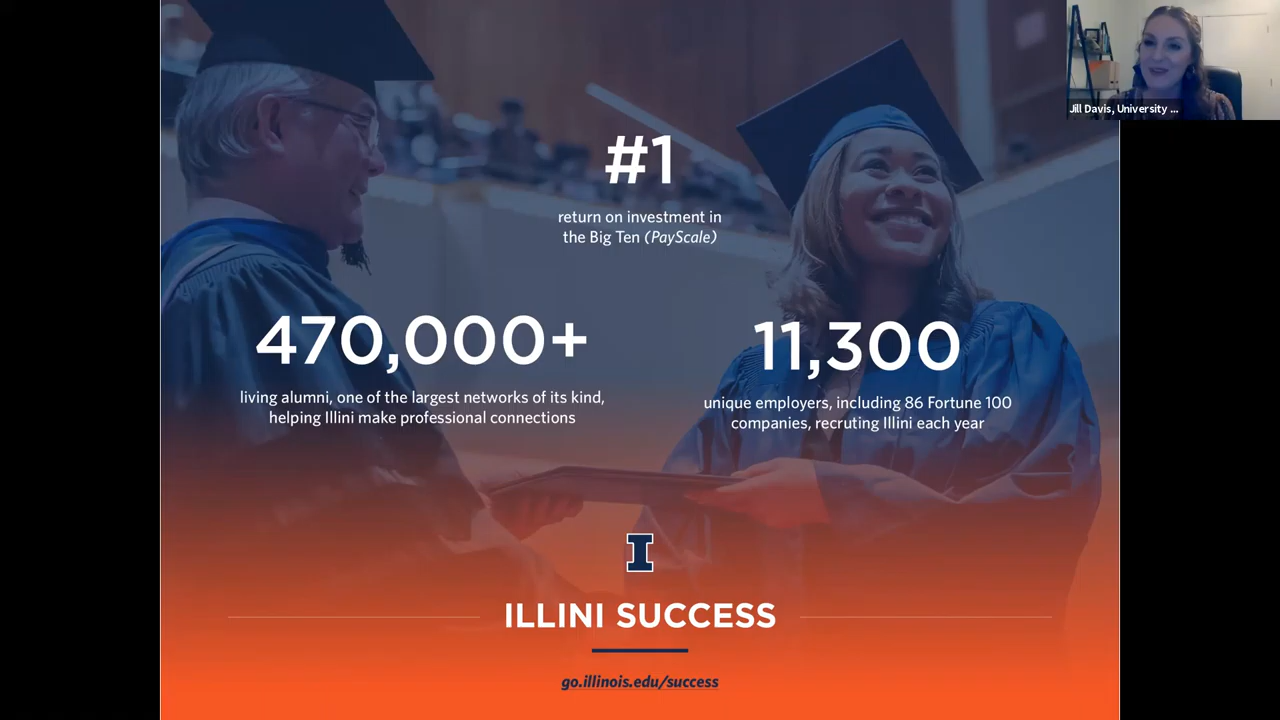 Jill Davis, University ...
#1
return on investment in
the Big Ten (PayScale)
470,000+
living alumni, one of the largest networks of its kind,
helping Illini make professional connections
11,300
unique employers, including 86 Fortune 100
companies, recruting Illini each year
I
ILLINI SUCCESS
go.illinois.edu/success